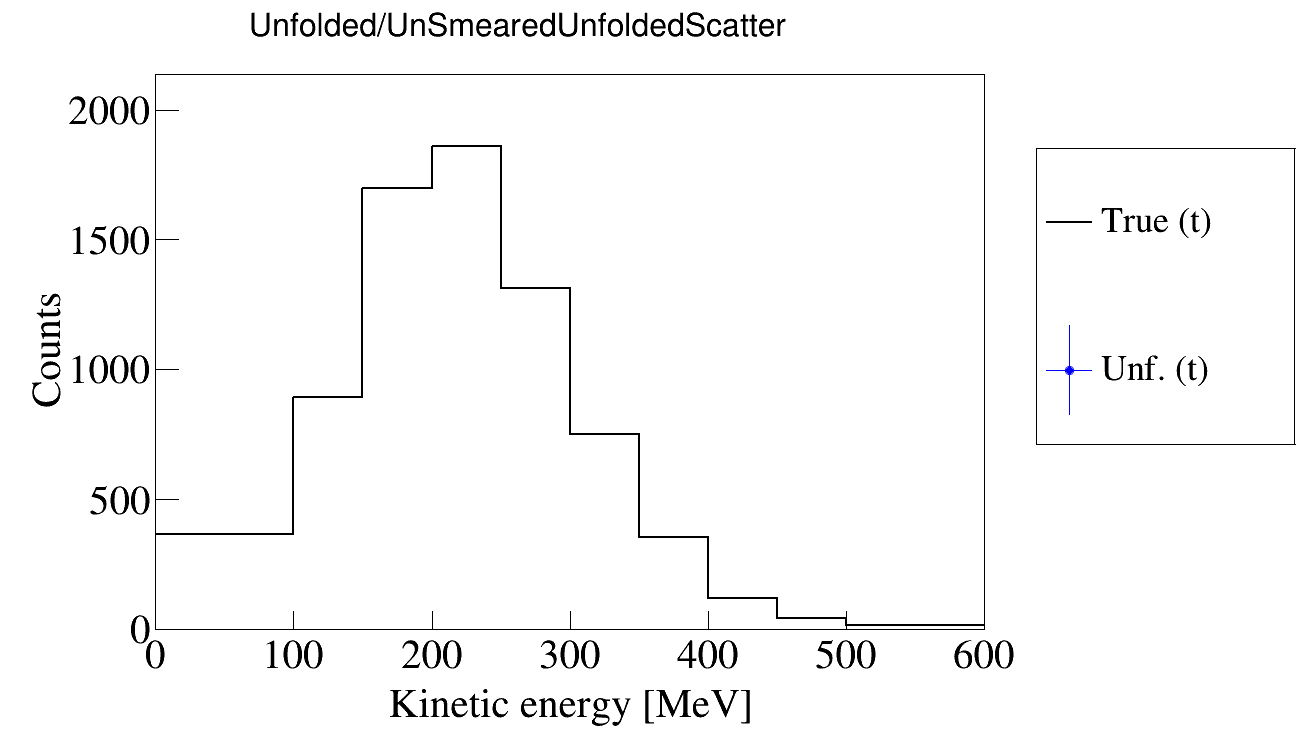 Unfolded/UnSmearedUnfoldedScatter
2000
1500
1000
500
0
Counts
0 100 200 300 400 500 600
Kinetic energy [MeV]
True (t)
Unf. (t)